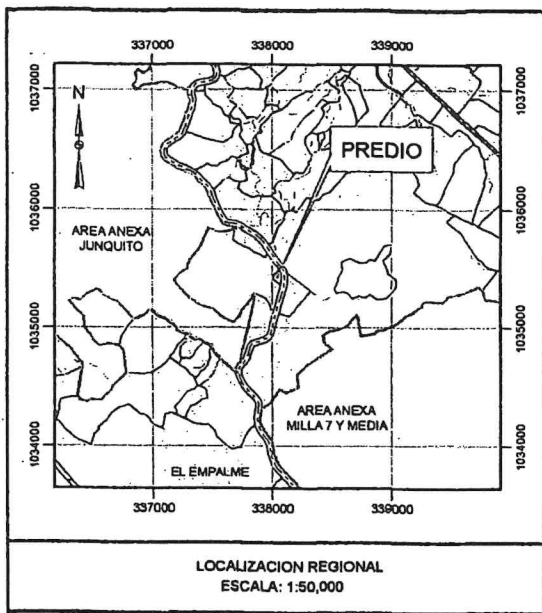 337000 338000 339000
1037000 1037000
N
PREDIO
1036000 1036000
AREA ANEXA
JUNQUITO
1035000 1035000
AREA ANEXA
MILLA 7 Y MEDIA
1034000 1034000
EL EMPALME
337000 338000 339000
LOCALIZACION REGIONAL
ESCALA: 1:50,000